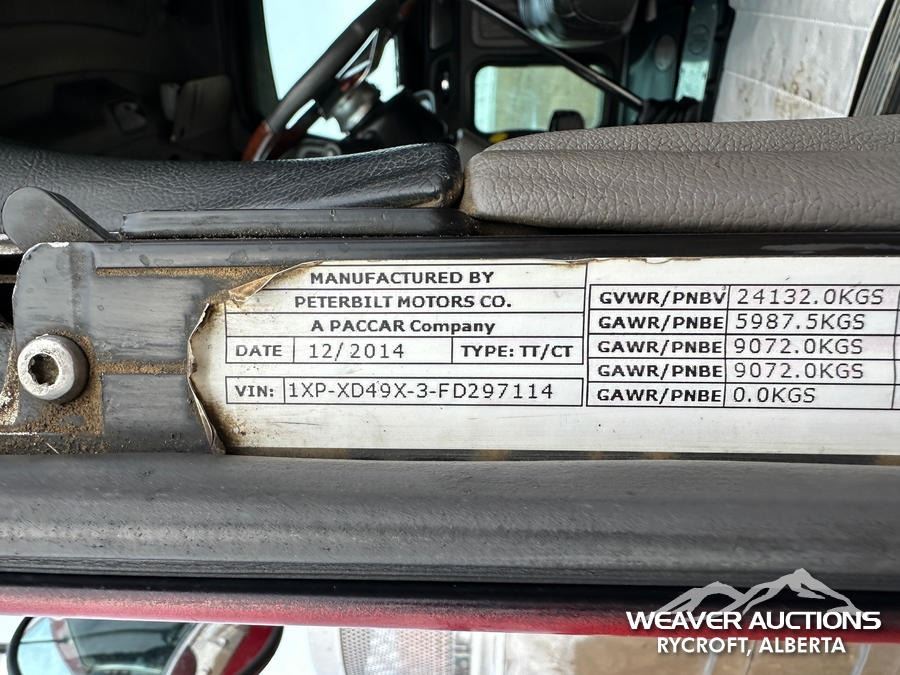 MANUFACTURED BY
PETERBILT MOTORS CO.
A PACCAR Company
DATE 12/2014 TYPE: TT/CT
VIN: 1XP-XD49X-3-FD297114
GVWR/PNBV 24132.0KGS
GAWR/PNBE 5987.5KGS
GAWR/PNBE 9072.0KGS
GAWR/PNBE 9072.0KGS
GAWR/PNBE 0.0KGS
WEAVER AUCTIONS
RYCROFT, ALBERTA